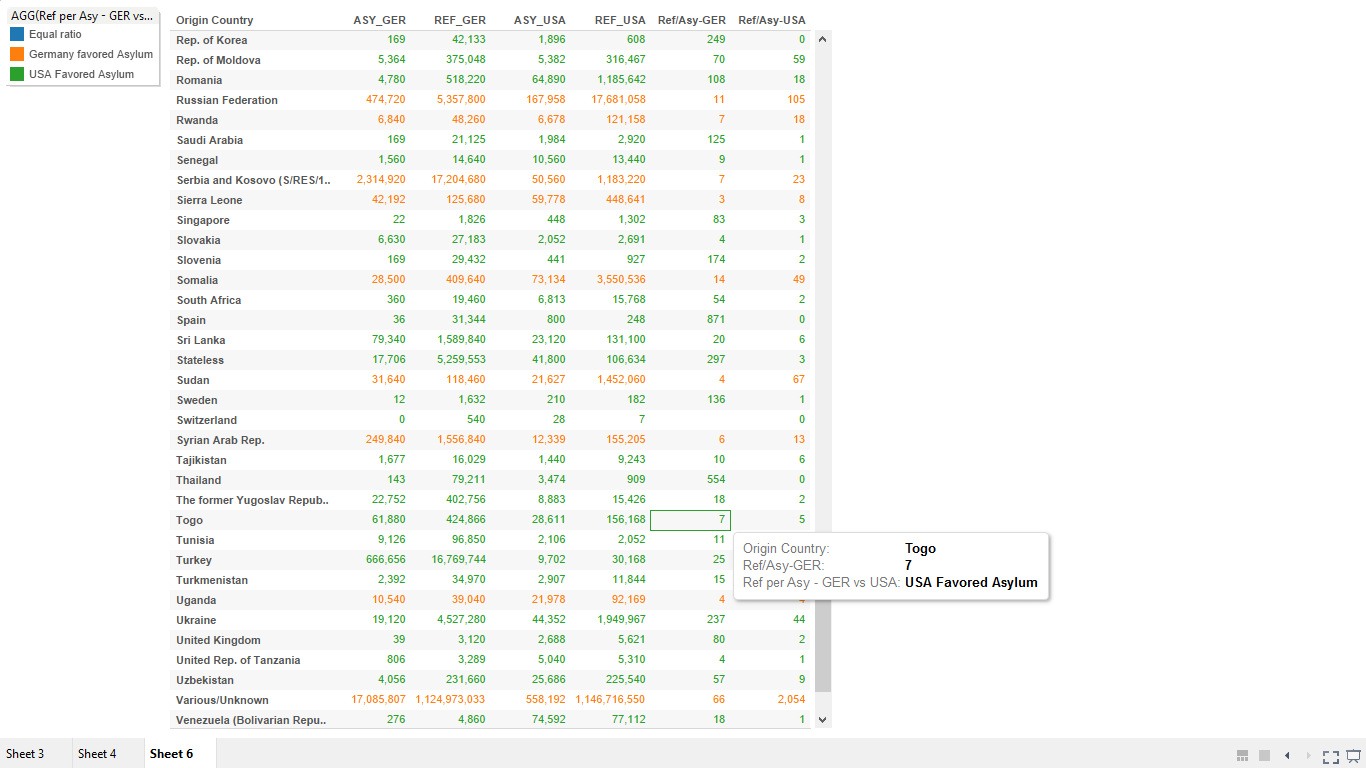 AGG(Ref per Asy - GER vs...
Equal ratio
Germany favored Asylum
USA Favored Asylum
Origin Country ASY_GER REF_GER ASY_USA REF_USA Ref/Asy-GER Ref/Asy-USA
Rep. of Korea 169 42,133 1,896 608 249 0
Rep. of Moldova 5,364 375,048 5,382 316,467 70 59
Romania 4,780 518,220 64,890 1,185,642 108 18
Russian Federation 474,720 5,357,800 167,958 17,681,058 11 105
Rwanda 6,840 48,260 6,678 121,158 7 18
Saudi Arabia 169 21,125 1,984 2,920 125 1
Senegal 1,560 14,640 10,560 13,440 9 1
Serbia and Kosovo (S/RES/1.. 2,314,920 17,204,680 50,560 1,183,220 7 23
Sierra Leone 42,192 125,680 59,778 448,641 3 8
Singapore 22 1,826 448 1,302 83 3
Slovakia 6,630 27,183 2,052 2,691 4 1
Slovenia 169 29,432 441 927 174 2
Somalia 28,500 409,640 73,134 3,550,536 14 49
South Africa 360 19,460 6,813 15,768 54 2
Spain 36 31,344 800 248 871 0
Sri Lanka 79,340 1,589,840 23,120 131,100 20 6
Stateless 17,706 5,259,553 41,800 106,634 297 3
Sudan 31,640 118,460 21,627 1,452,060 4 67
Sweden 12 1,632 210 182 136 1
Switzerland 0 540 28 7 0
Syrian Arab Rep. 249,840 1,556,840 12,339 155,205 6 13
Tajikistan 1,677 16,029 1,440 9,243 10 6
Thailand 143 79,211 3,474 909 554 0
The former Yugoslav Repub.. 22,752 402,756 8,883 15,426 18 2
Togo 61,880 424,866 28,611 156,168 7 5
Tunisia 9,126 96,850 2,106 2,052 11
Turkey 666,656 16,769,744 9,702 30,168 25
Turkmenistan 2,392 34,970 2,907 11,844 15
Uganda 10,540 39,040 21,978 92,169 4 4
Ukraine 19,120 4,527,280 44,352 1,949,967 237 44
United Kingdom 39 3,120 2,688 5,621 80 2
United Rep. of Tanzania 806 3,289 5,040 5,310 4 1
Uzbekistan 4,056 231,660 25,686 225,540 57 9
Various/Unknown 17,085,807 1,124,973,033 558,192 1,146,716,550 66 2,054
Venezuela (Bolivarian Repu.. 276 4,860 74,592 77,112 18 1
Origin Country: Togo
Ref/Asy-GER: 7
Ref per Asy - GER vs USA: USA Favored Asylum
Sheet 3 Sheet 4 Sheet 6